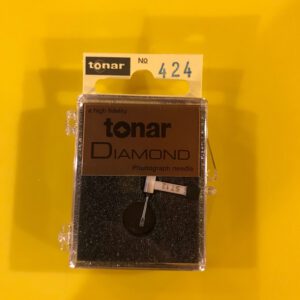 tonar No 424
a high fidelity
tonar
DIAMOND
Phonograph needle